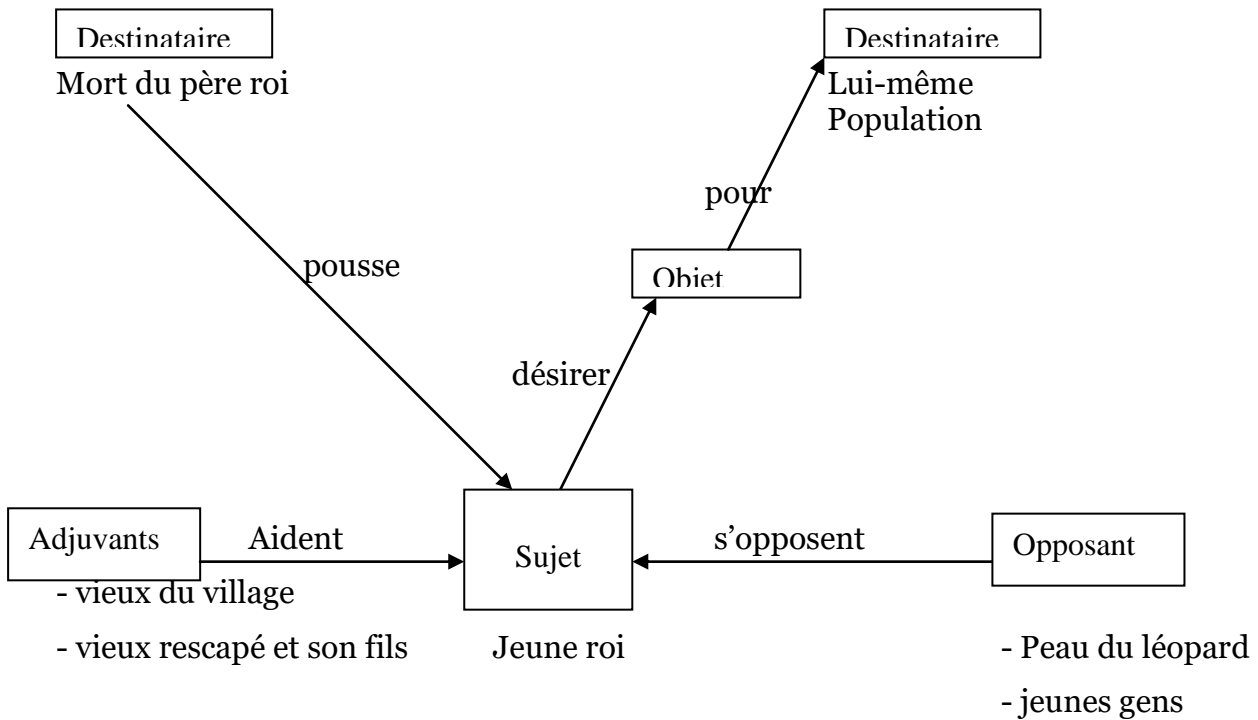 Destinataire
Destinataire
Mort du père roi
Lui-même
Population
pour
pousse
Objet
désirer
Adjuvants
Aident
Sujet
s’opposent
Opposant
- vieux du village
- vieux rescapé et son fils
Jeune roi
- Peau du léopard
- jeunes gens